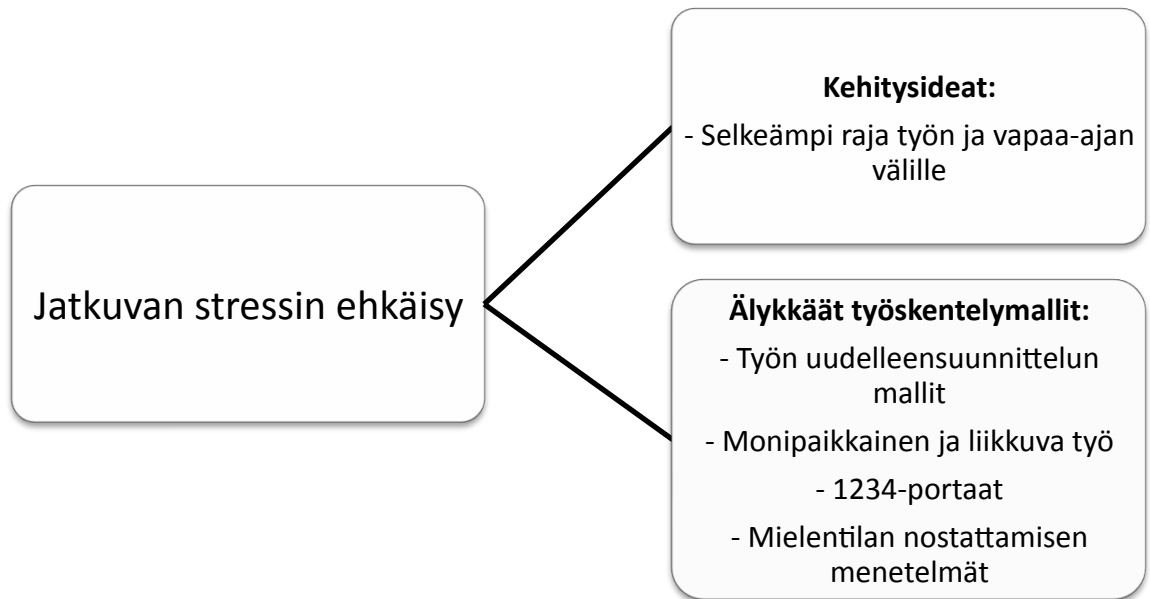 Jatkuvan stressin ehkäisy
Kehitysideat:
- Selkeämpi raja työn ja vapaa-ajan
välille
Älykkäät työskentelymallit:
- Työn uudelleensuunnittelun
mallit
- Monipaikkainen ja liikkuva työ
- 1234-portaat
- Mielentilan nostattamisen
menetelmät